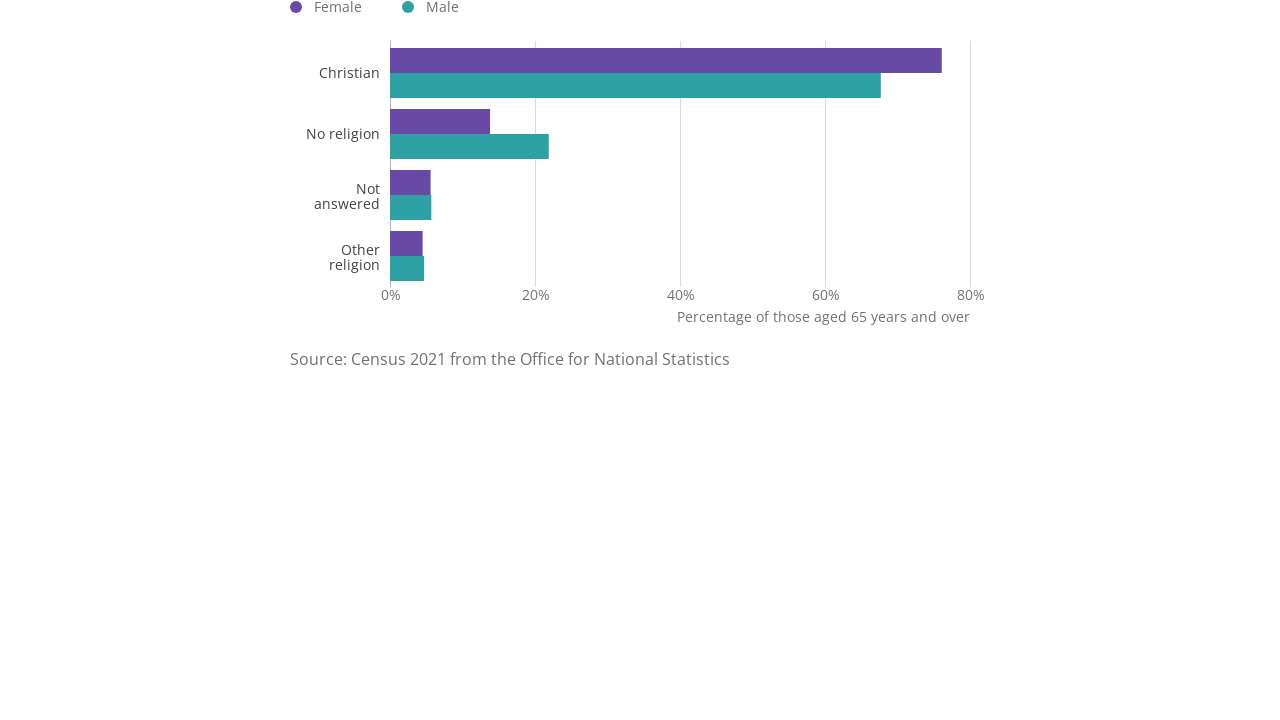 Female
Male
Christian
No religion
Not
answered
Other
religion
0%
20%
40%
60%
80%
Percentage of those aged 65 years and over
Source: Census 2021 from the Office for National Statistics